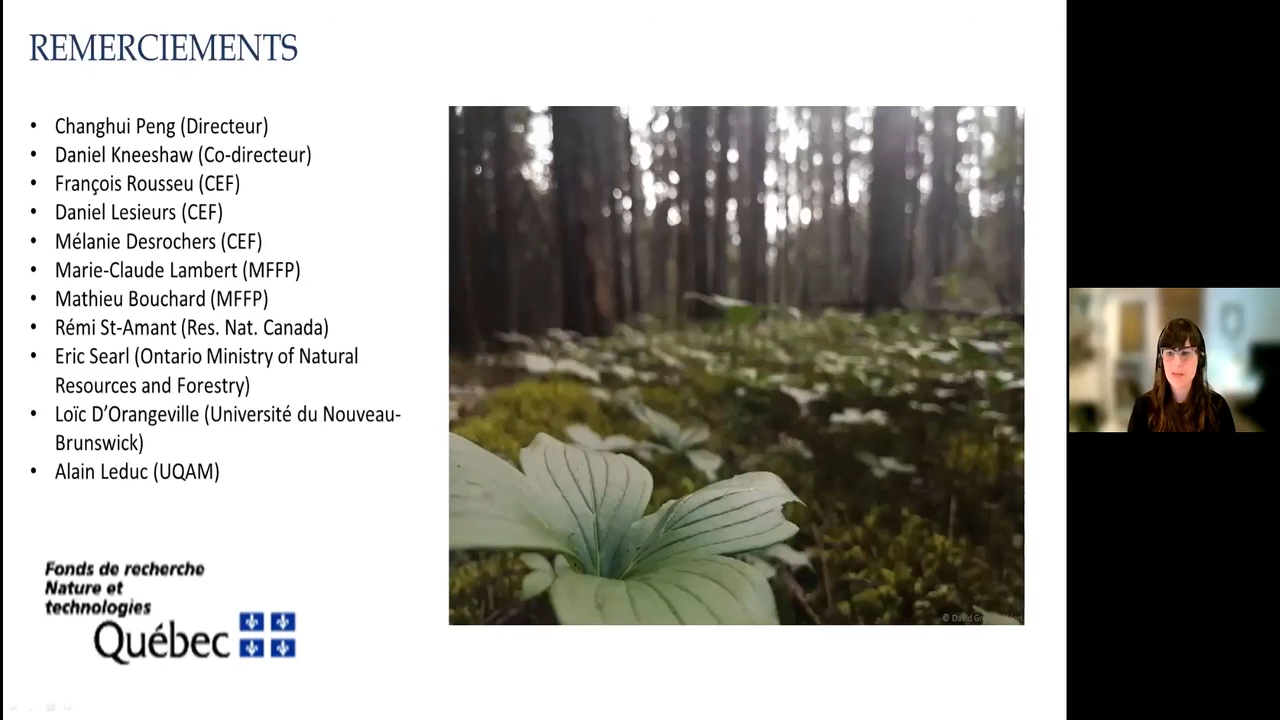 REMERCIEMENTS
• Changhui Peng (Directeur)
• Daniel Kneeshaw (Co-directeur)
• François Rousseu (CEF)
• Daniel Lesieurs (CEF)
• Mélanie Desrochers (CEF)
• Marie-Claude Lambert (MFFP)
• Mathieu Bouchard (MFFP)
• Rémi St-Amant (Res. Nat. Canada)
• Eric Searl (Ontario Ministry of Natural
Resources and Forestry)
• Loïc D’Orangeville (Université du Nouveau-
Brunswick)
• Alain Leduc (UQAM)
Fonds de recherche
Nature et
technologies
Québec
© David